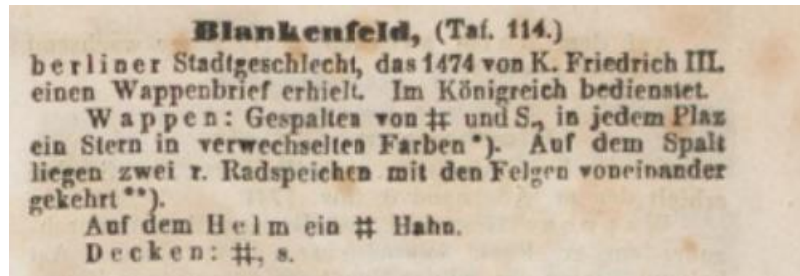 Blankenfeld, (Taf. 114.)
berliner Stadtgeschlecht, das 1474 von K. Friedrich III.
einen Wappenbrief erhielt. Im Königreich bedienstet.
Wappen: Gespalten von ⌗ und S., in jedem Plaz
ein Stern in verwechselten Farben*). Auf dem Spalt
liegen zwei r. Radspeichen mit den Felgen voneinander
gekehrt**).
Auf dem Helm ein ⌗ Hahn.
Decken: ⌗, s.